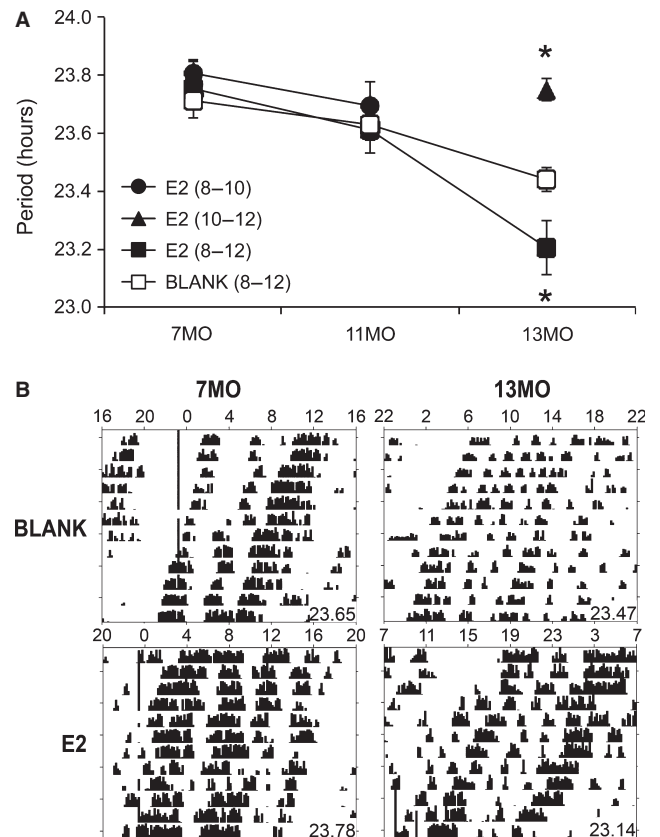 A
24.0
23.8
23.6
23.4
23.2
23.0
Period (hours)
*
*
E2 (8–10)
E2 (10–12)
E2 (8–12)
BLANK (8–12)
7MO 11MO 13MO
B
7MO 13MO
16 20 0 4 8 12 16 22 2 6 10 14 18 22
BLANK
23.65 23.47
20 0 4 8 12 16 20 7 11 15 19 23 3 7
E2
23.78 23.14